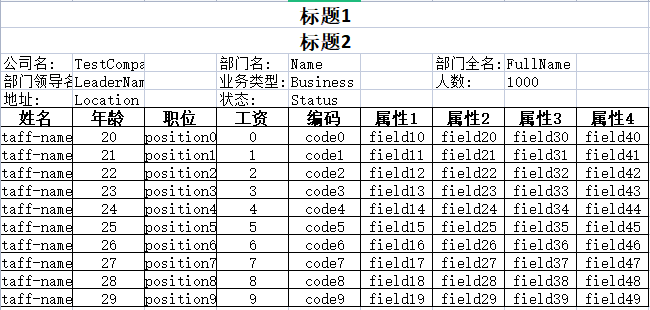 标题1
标题2
公司名: TestCompa 部门名: Name 部门全名: FullName
部门领导名 LeaderNam 业务类型: Business 人数: 1000
地址: Location 状态: Status
姓名 年龄 职位 工资 编码 属性1 属性2 属性3 属性4
taff-name 20 position0 0 code0 field10 field20 field30 field40
taff-name 21 position1 1 code1 field11 field21 field31 field41
taff-name 22 position2 2 code2 field12 field22 field32 field42
taff-name 23 position3 3 code3 field13 field23 field33 field43
taff-name 24 position4 4 code4 field14 field24 field34 field44
taff-name 25 position5 5 code5 field15 field25 field35 field45
taff-name 26 position6 6 code6 field16 field26 field36 field46
taff-name 27 position7 7 code7 field17 field27 field37 field47
taff-name 28 position8 8 code8 field18 field28 field38 field48
taff-name 29 position9 9 code9 field19 field29 field39 field49